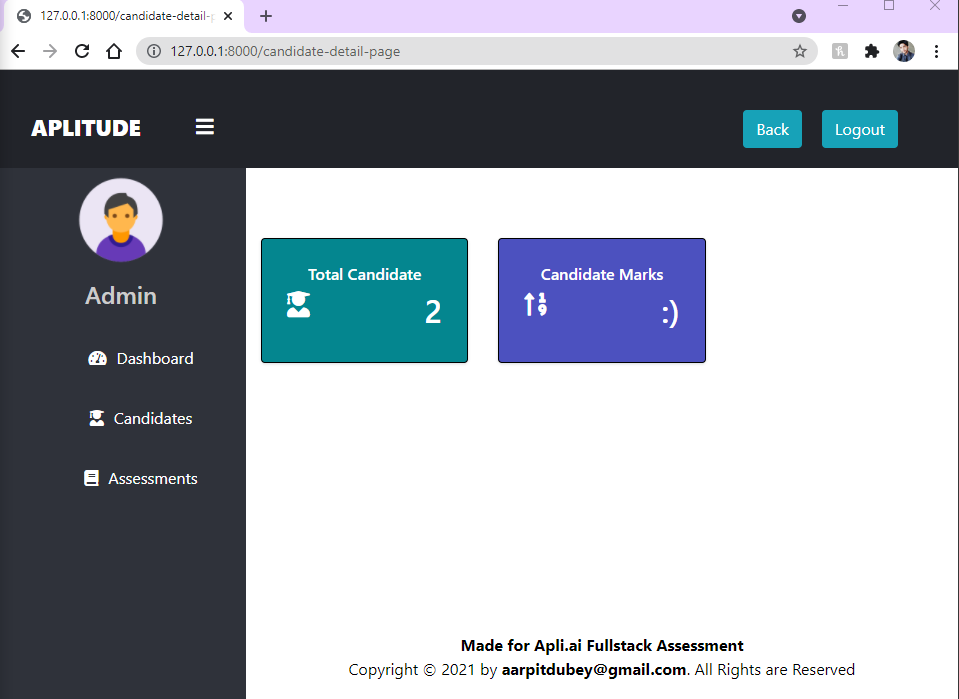 127.0.0.1:8000/candidate-detail-p
127.0.0.1:8000/candidate-detail-page
APLITUDE
Back
Logout
Admin
Dashboard
Candidates
Assessments
Total Candidate
2
Candidate Marks
1
9
:)
Made for Apli.ai Fullstack Assessment
Copyright © 2021 by aarpitdubey@gmail.com. All Rights are Reserved